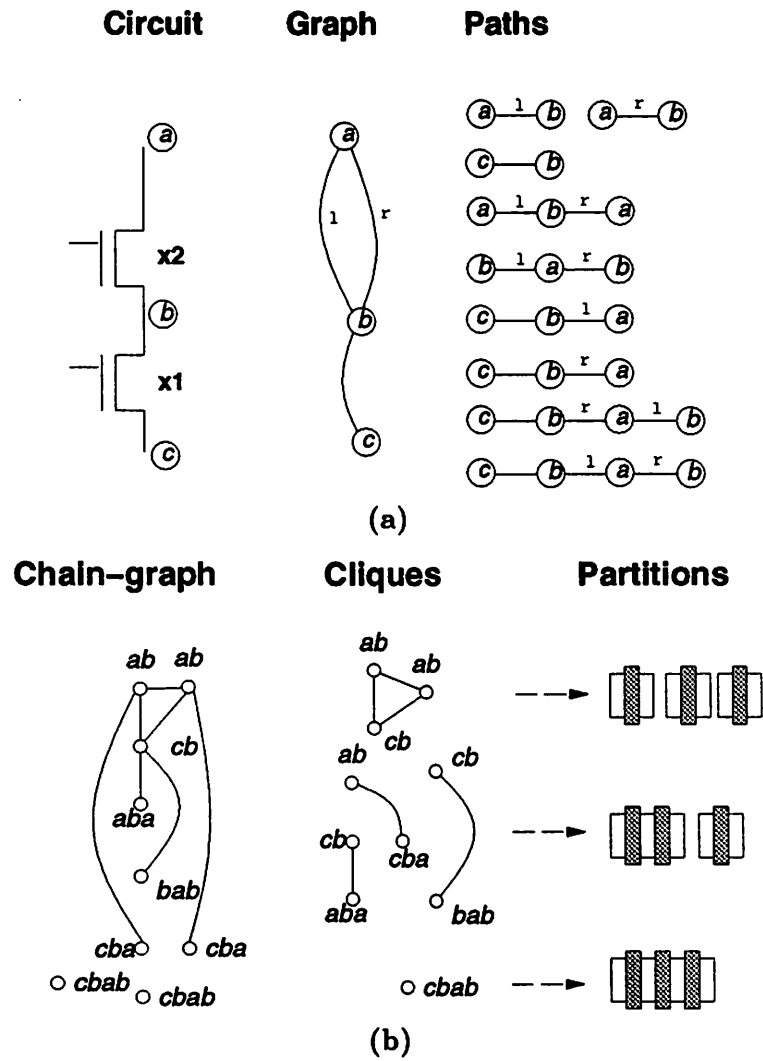 Circuit Graph Paths
a
x2
b
x1
c
a
l r
b
c
a l b a r b
c b
a l b r a
b l a r b
c b l a
c b r a
c b r a l b
c b l a r b
(a)
Chain-graph Cliques Partitions
ab ab
cb
aba
bab
cba cba
cbab cbab
ab
ab
cb
ab cb
cb cba
aba bab
cbab
(b)